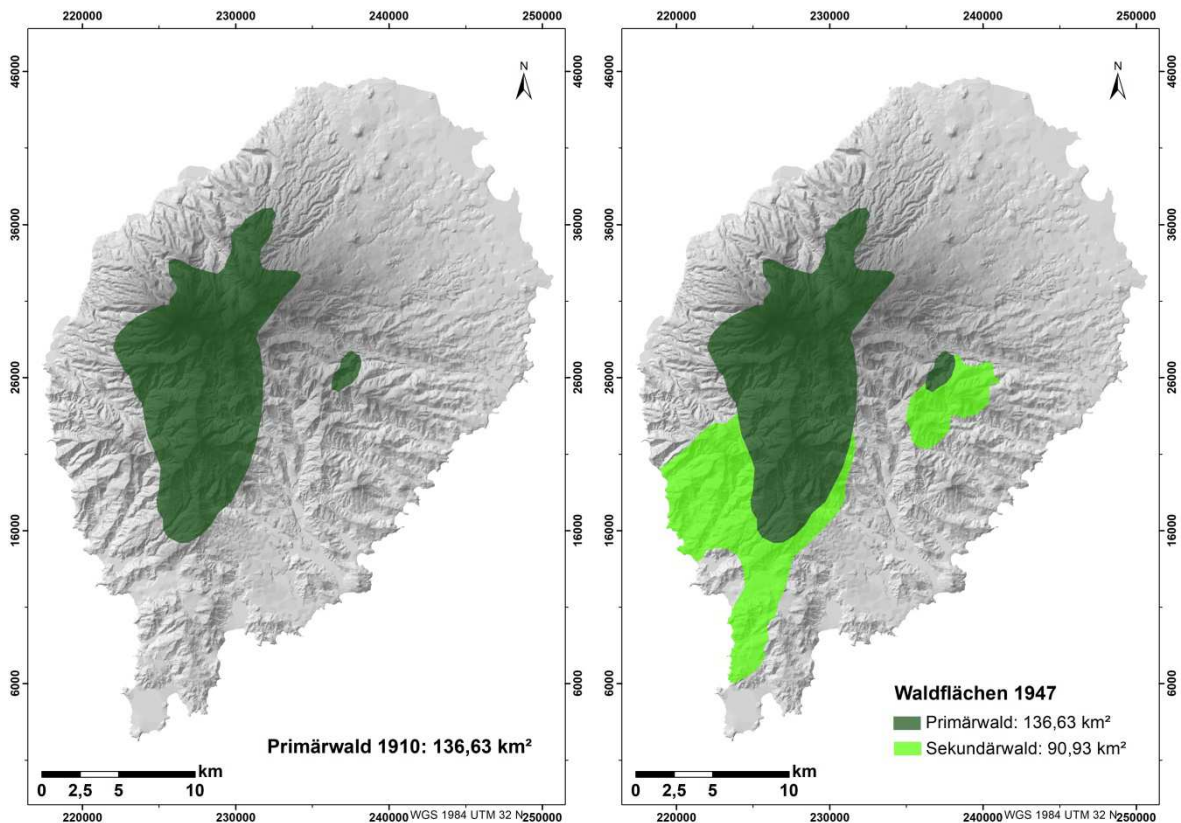 220000 230000 240000 250000
N
46000 46000
36000 36000
26000 26000
16000 16000
6000 6000
Primärwald 1910: 136,63 km²
km
0 2,5 5 10
220000 230000 240000 250000
WGS 1984 UTM 32 N
220000 230000 240000 250000
N
46000 46000
36000 36000
26000 26000
16000 16000
6000 6000
Waldflächen 1947
Primärwald: 136,63 km²
Sekundärwald: 90,93 km²
km
0 2,5 5 10
220000 230000 240000 250000
WGS 1984 UTM 32 N